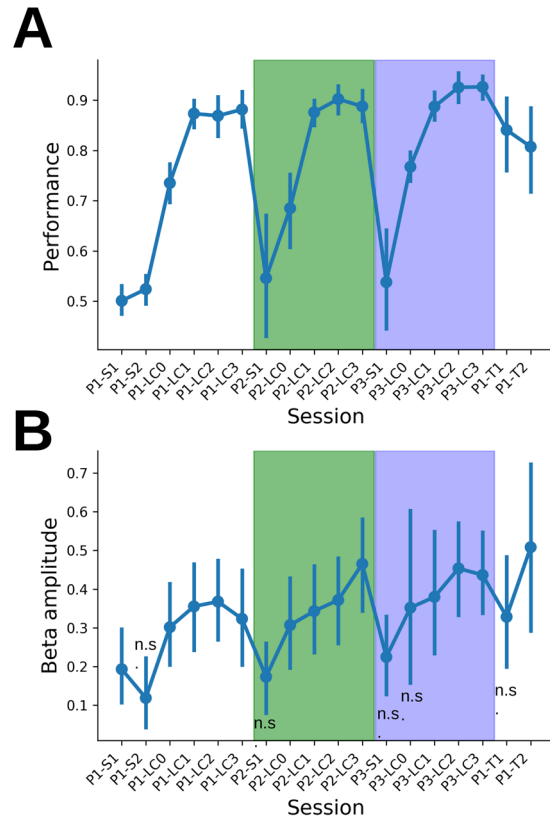 A
0.9
0.8
0.7
0.6
0.5
Performance
P1-S1
P1-S2
P1-LC0
P1-LC1
P1-LC2
P1-LC3
P2-S1
P2-LC0
P2-LC1
P2-LC2
P2-LC3
P3-S1
P3-LC0
P3-LC1
P3-LC2
P3-LC3
P1-T1
P1-T2
Session
B
0.7
0.6
0.5
0.4
0.3
0.2
0.1
Beta amplitude
n.s
.
n.s
.
n.s
.
n.s
.
n.s
.
P1-S1
P1-S2
P1-LC0
P1-LC1
P1-LC2
P1-LC3
P2-S1
P2-LC0
P2-LC1
P2-LC2
P2-LC3
P3-S1
P3-LC0
P3-LC1
P3-LC2
P3-LC3
P1-T1
P1-T2
Session